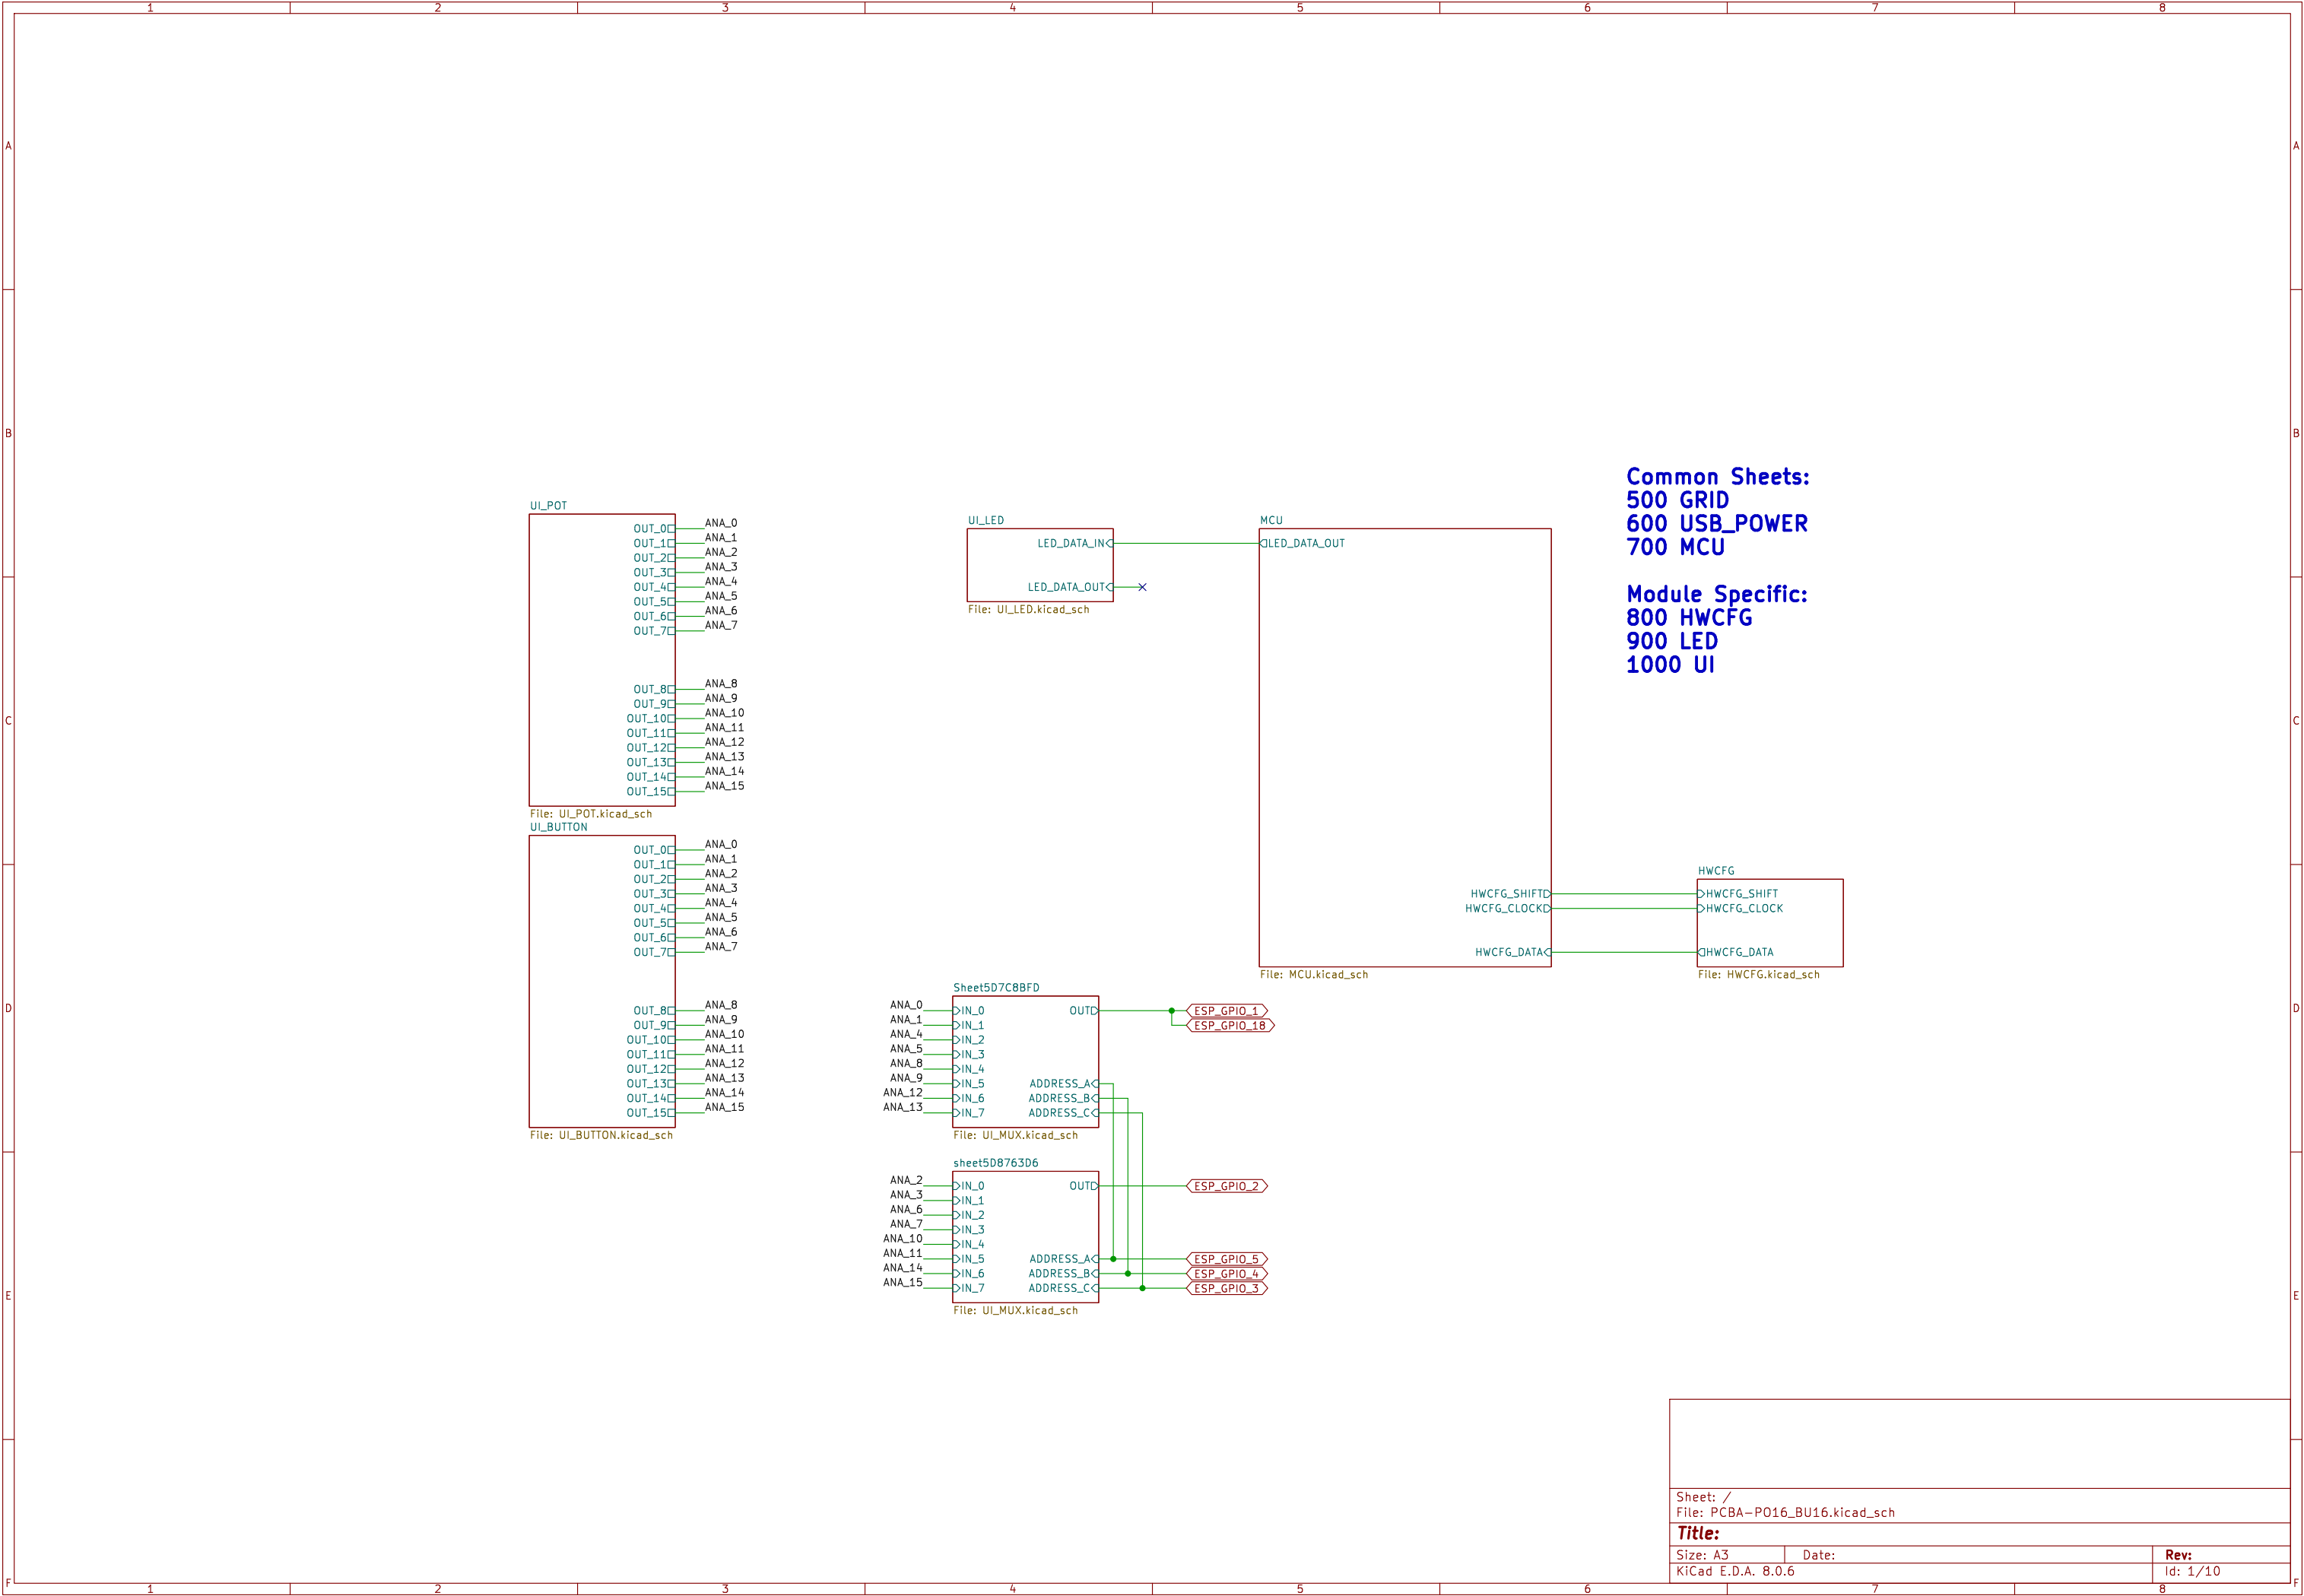 1 2 3 4 5 6 7 8
A A
B B
C C
D D
E E
F F
UI_POT
OUT_0 ANA_0
OUT_1 ANA_1
OUT_2 ANA_2
OUT_3 ANA_3
OUT_4 ANA_4
OUT_5 ANA_5
OUT_6 ANA_6
OUT_7 ANA_7
OUT_8 ANA_8
OUT_9 ANA_9
OUT_10 ANA_10
OUT_11 ANA_11
OUT_12 ANA_12
OUT_13 ANA_13
OUT_14 ANA_14
OUT_15 ANA_15
File: UI_POT.kicad_sch
UI_BUTTON
OUT_0 ANA_0
OUT_1 ANA_1
OUT_2 ANA_2
OUT_3 ANA_3
OUT_4 ANA_4
OUT_5 ANA_5
OUT_6 ANA_6
OUT_7 ANA_7
OUT_8 ANA_8
OUT_9 ANA_9
OUT_10 ANA_10
OUT_11 ANA_11
OUT_12 ANA_12
OUT_13 ANA_13
OUT_14 ANA_14
OUT_15 ANA_15
File: UI_BUTTON.kicad_sch
UI_LED
LED_DATA_IN
LED_DATA_OUT
File: UI_LED.kicad_sch
MCU
LED_DATA_OUT
HWCFG_SHIFT
HWCFG_CLOCK
HWCFG_DATA
File: MCU.kicad_sch
Common Sheets:
500 GRID
600 USB_POWER
700 MCU
Module Specific:
800 HWCFG
900 LED
1000 UI
HWCFG
HWCFG_SHIFT
HWCFG_CLOCK
HWCFG_DATA
File: HWCFG.kicad_sch
Sheet5D7C8BFD
ANA_0 IN_0 OUT ESP_GPIO_1
ANA_1 IN_1 ESP_GPIO_18
ANA_4 IN_2
ANA_5 IN_3
ANA_8 IN_4
ANA_9 IN_5 ADDRESS_A
ANA_12 IN_6 ADDRESS_B
ANA_13 IN_7 ADDRESS_C
File: UI_MUX.kicad_sch
sheet5D8763D6
ANA_2 IN_0 OUT ESP_GPIO_2
ANA_3 IN_1
ANA_6 IN_2
ANA_7 IN_3
ANA_10 IN_4
ANA_11 IN_5 ADDRESS_A ESP_GPIO_5
ANA_14 IN_6 ADDRESS_B ESP_GPIO_4
ANA_15 IN_7 ADDRESS_C ESP_GPIO_3
File: UI_MUX.kicad_sch
Sheet: /
File: PCBA-PO16_BU16.kicad_sch
Title:
Size: A3 Date: Rev:
KiCad E.D.A. 8.0.6 Id: 1/10
1 2 3 4 5 6 7 8